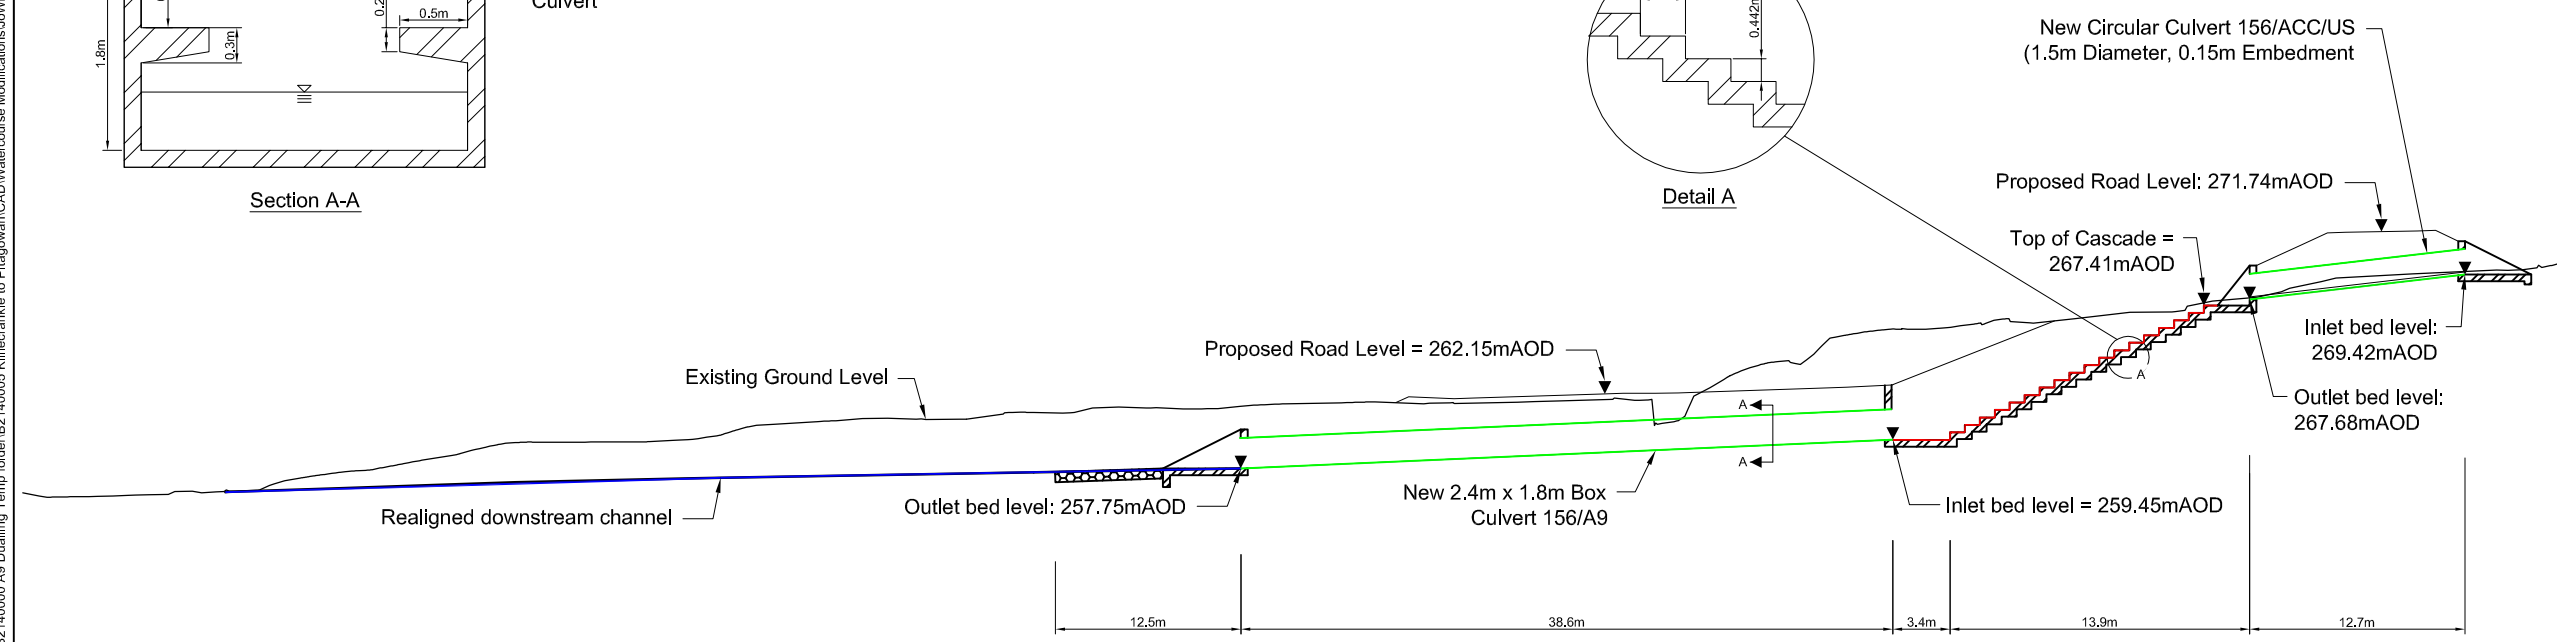 Culvert
0.5m
0.3m
1.8m
Section A-A
0.442m
Detail A
New Circular Culvert 156/ACC/US
(1.5m Diameter, 0.15m Embedment
Proposed Road Level: 271.74mAOD
Top of Cascade =
267.41mAOD
Proposed Road Level = 262.15mAOD
Existing Ground Level
A
A
A
Inlet bed level:
269.42mAOD
Outlet bed level:
267.68mAOD
New 2.4m x 1.8m Box
Culvert 156/A9
Inlet bed level = 259.45mAOD
Outlet bed level: 257.75mAOD
Realigned downstream channel
12.5m
38.6m
3.4m
13.9m
12.7m